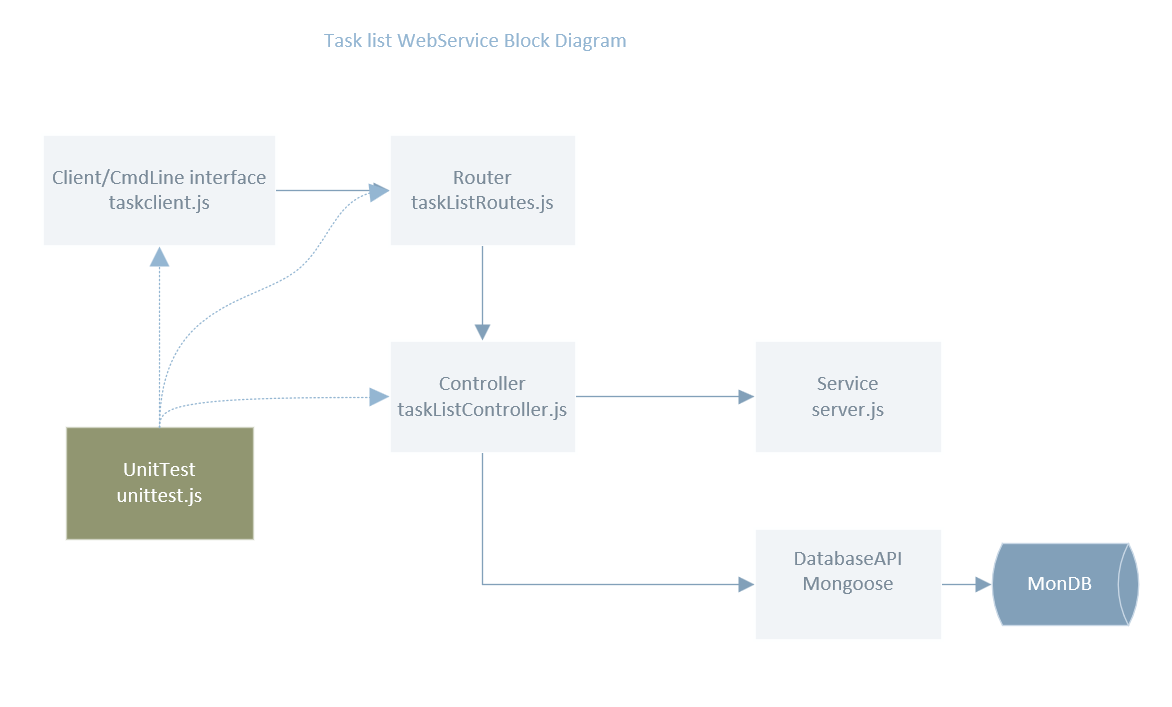 Task list WebService Block Diagram
Client/CmdLine interface
taskclient.js
Router
taskListRoutes.js
Controller
taskListController.js
Service
server.js
UnitTest
unittest.js
DatabaseAPI
Mongoose
MonDB